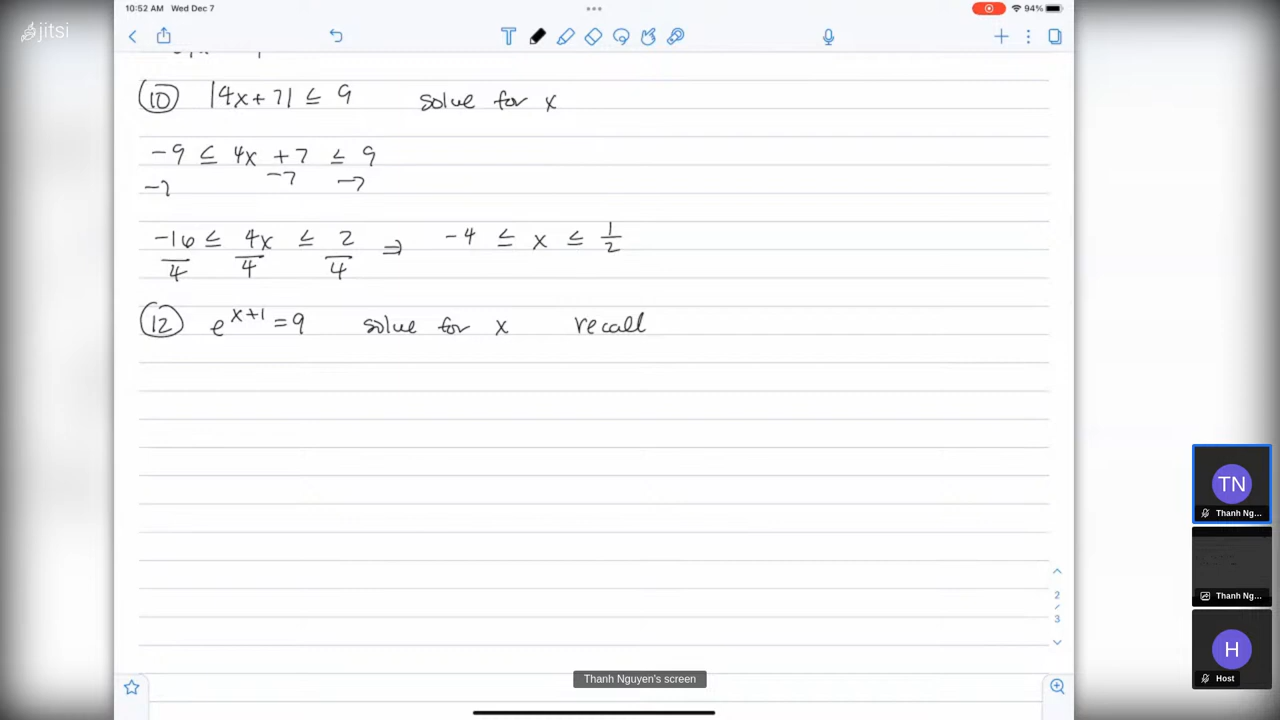 10:52 AM Wed Dec 7
94%
jitsi
(10) |4x+7| ≤ 9 solve for x
-9 ≤ 4x +7 ≤ 9
-7 -7 -7
-16 ≤ 4x ≤ 2 ⇒ -4 ≤ x ≤ 1/2
4 4 4
(12) e^{x+1} = 9 solve for x recall
2
/
3
TN
Thanh Ng...
Thanh Ng...
H
Host
Thanh Nguyen's screen